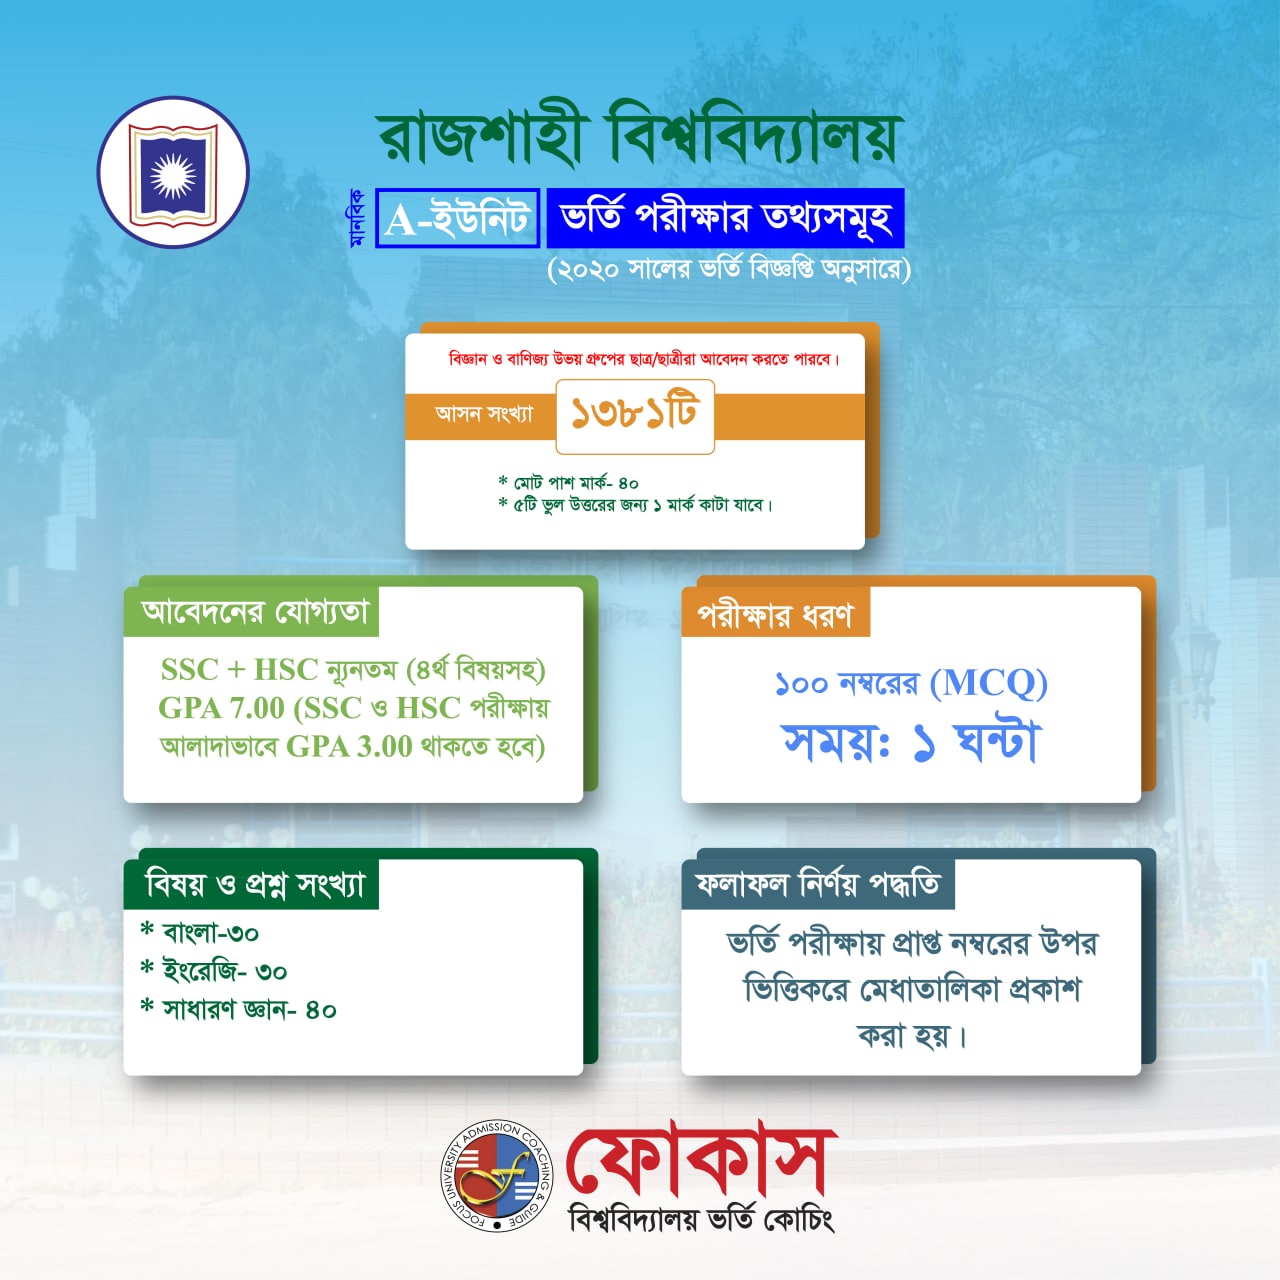 রাজশাহী বিশ্ববিদ্যালয়
মানবিক
A-ইউনিট ভর্তি পরীক্ষার তথ্যসমূহ
(২০২০ সালের ভর্তি বিজ্ঞপ্তি অনুসারে)
বিজ্ঞান ও বাণিজ্য উভয় গ্রুপের ছাত্র/ছাত্রীরা আবেদন করতে পারবে।
আসন সংখ্যা ১৩৮১টি
* মোট পাশ মার্ক- ৪০
* ৫টি ভুল উত্তরের জন্য ১ মার্ক কাটা যাবে।
আবেদনের যোগ্যতা
SSC + HSC ন্যূনতম (৪র্থ বিষয়সহ)
GPA 7.00 (SSC ও HSC পরীক্ষায়
আলাদাভাবে GPA 3.00 থাকতে হবে)
পরীক্ষার ধরণ
১০০ নম্বরের (MCQ)
সময়: ১ ঘন্টা
বিষয় ও প্রশ্ন সংখ্যা
* বাংলা-৩০
* ইংরেজি- ৩০
* সাধারণ জ্ঞান- ৪০
ফলাফল নির্ণয় পদ্ধতি
ভর্তি পরীক্ষায় প্রাপ্ত নম্বরের উপর
ভিত্তিকরে মেধাতালিকা প্রকাশ
করা হয়।
FOCUS UNIVERSITY ADMISSION COACHING & GUIDE
ফোকাস
বিশ্ববিদ্যালয় ভর্তি কোচিং